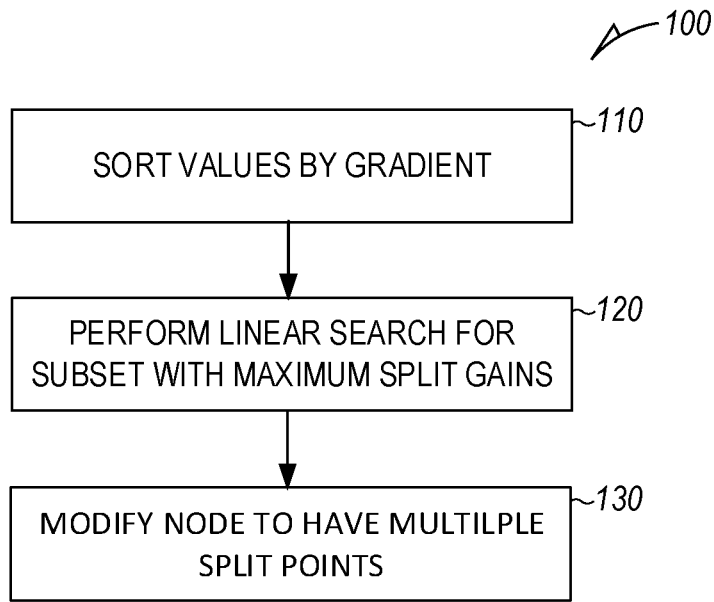 100
110
SORT VALUES BY GRADIENT
120
PERFORM LINEAR SEARCH FOR
SUBSET WITH MAXIMUM SPLIT GAINS
130
MODIFY NODE TO HAVE MULTILPLE
SPLIT POINTS